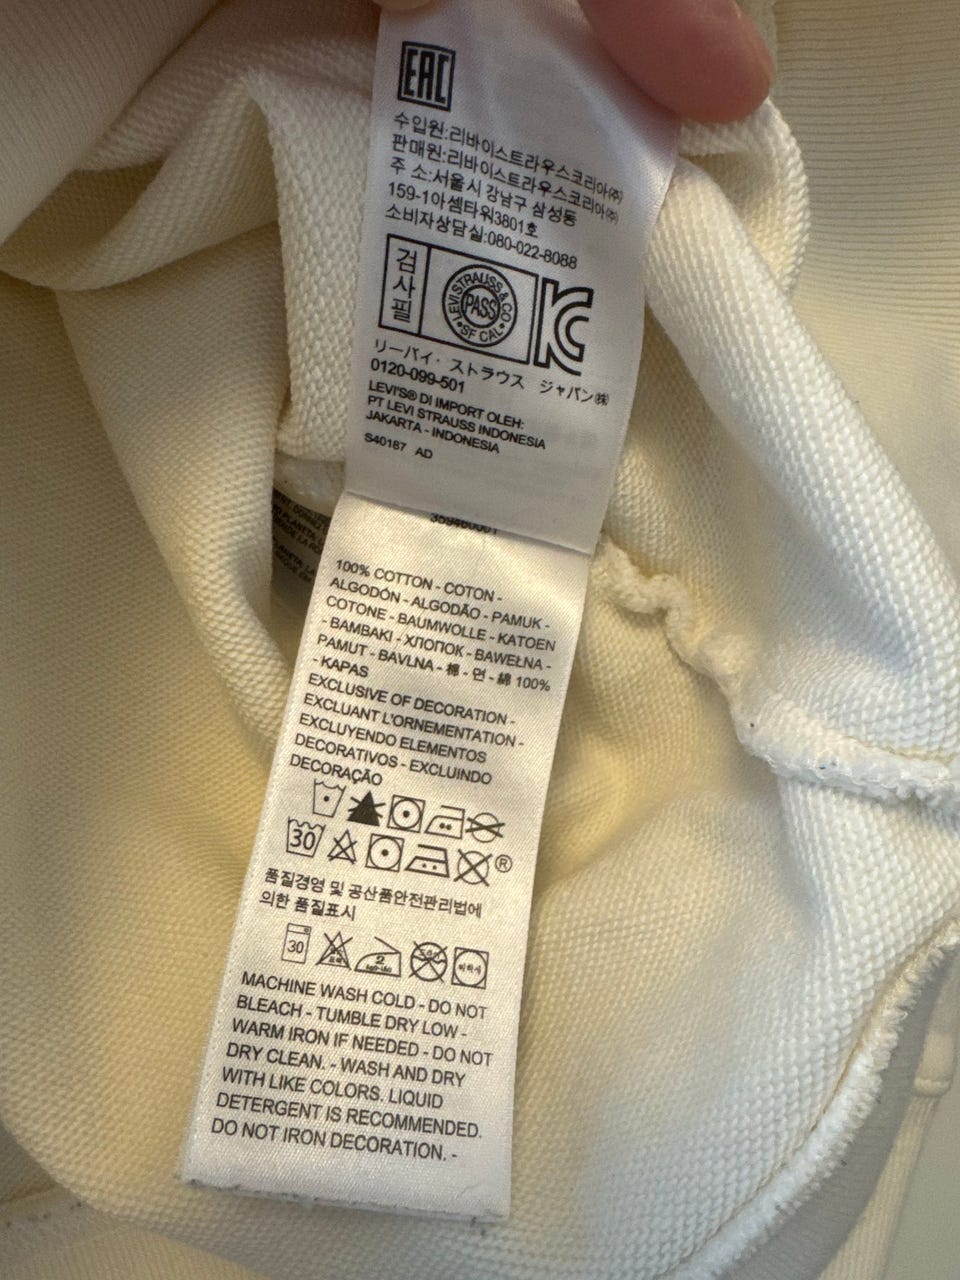 EAC
수입원:리바이스트라우스코리아㈜
판매원:리바이스트라우스코리아㈜
주 소:서울시 강남구 삼성동
159-1아셈타워3801호
소비자상담실:080-022-8088
검사필
LEVI STRAUSS & CO
PASS
SF CAL
KC
リーバイ・ストラウス ジャパン㈱
0120-099-501
LEVI'S® DI IMPORT OLEH:
PT LEVI STRAUSS INDONESIA
JAKARTA - INDONESIA
S40187 AD
359460001
100% COTTON - COTON -
ALGODÓN - ALGODÃO - PAMUK -
COTONE - BAUMWOLLE - KATOEN
- BAMBAKI - ХЛОПОК - BAWEŁNA -
PAMUT - BAVLNA - 棉 - 면 - 綿 100%
- KAPAS
EXCLUSIVE OF DECORATION -
EXCLUANT L'ORNEMENTATION -
EXCLUYENDO ELEMENTOS
DECORATIVOS - EXCLUINDO
DECORAÇÃO
30
®
품질경영 및 공산품안전관리법에
의한 품질표시
30
2
MACHINE WASH COLD - DO NOT
BLEACH - TUMBLE DRY LOW -
WARM IRON IF NEEDED - DO NOT
DRY CLEAN. - WASH AND DRY
WITH LIKE COLORS. LIQUID
DETERGENT IS RECOMMENDED.
DO NOT IRON DECORATION. -